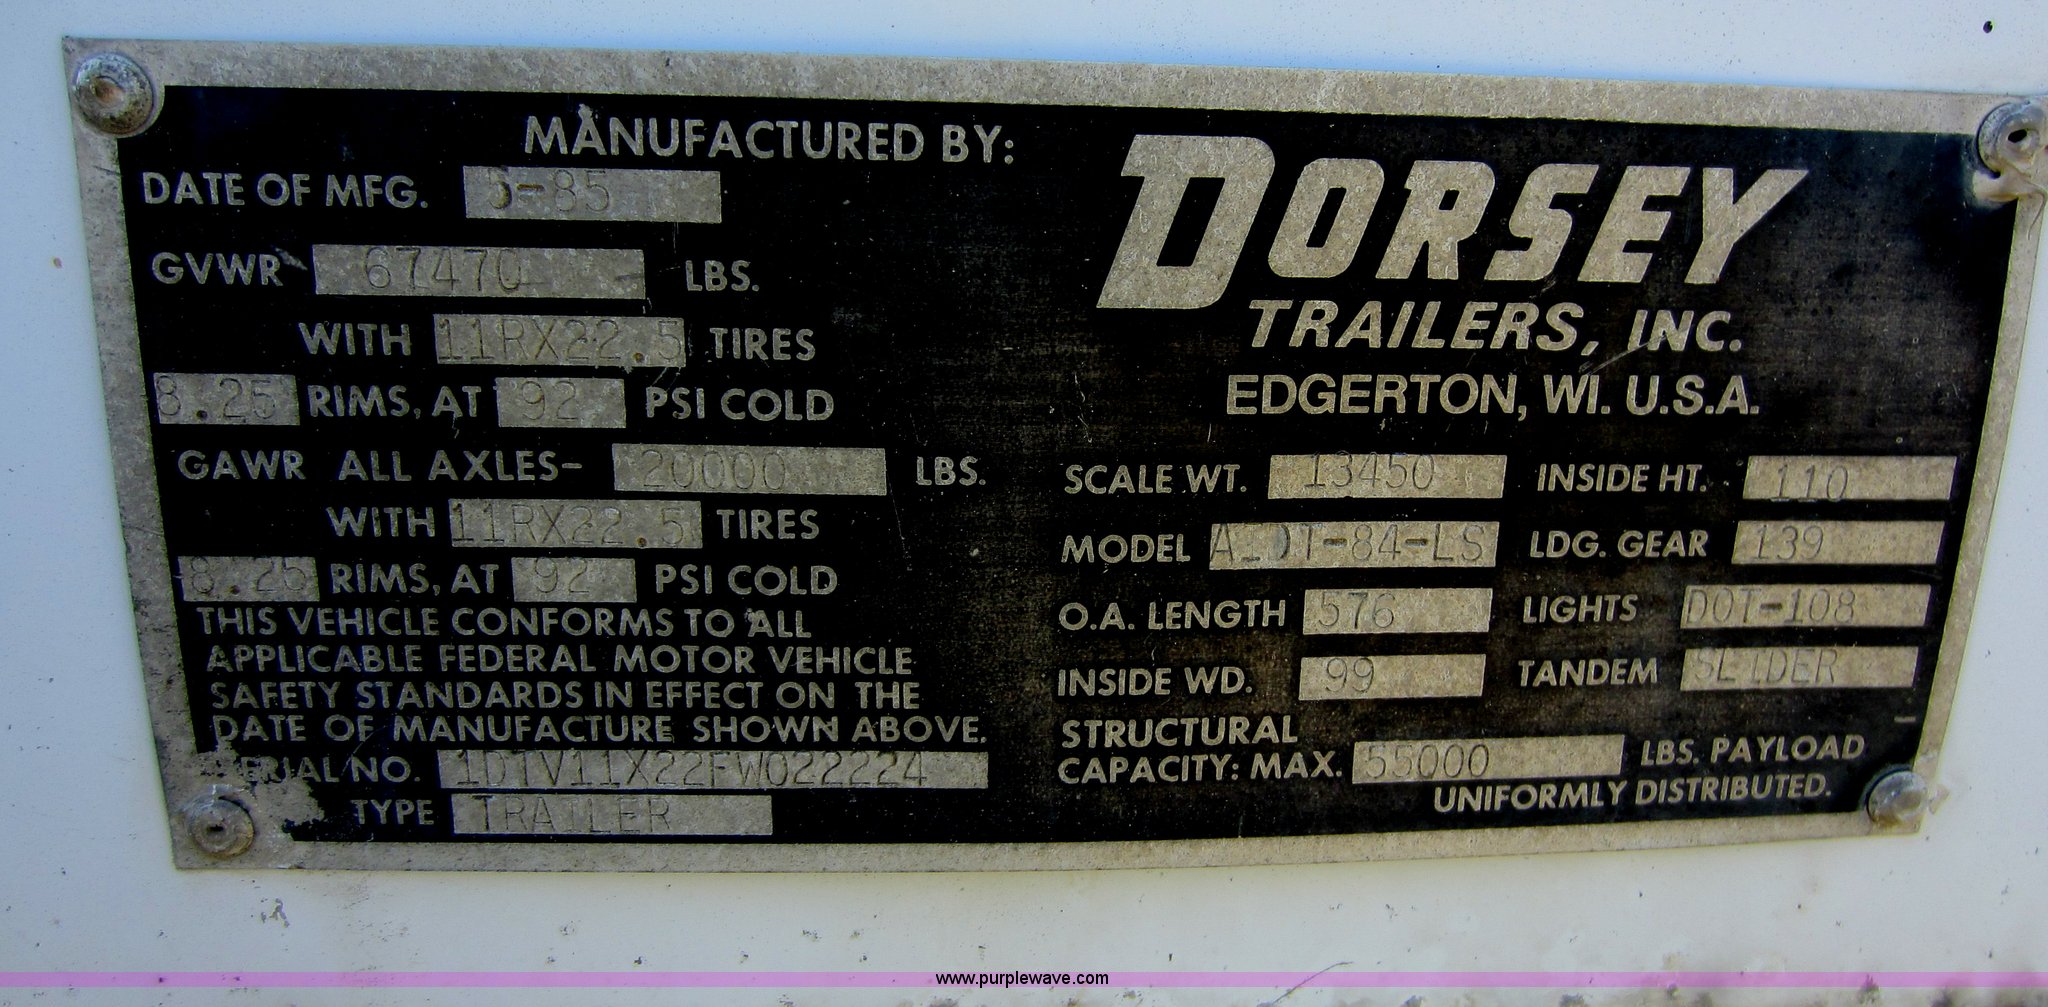 MANUFACTURED BY:
DORSEY
TRAILERS, INC.
EDGERTON, WI. U.S.A.
DATE OF MFG. 5-85
GVWR 67470 LBS.
WITH 11RX22.5 TIRES
8.25 RIMS, AT 92 PSI COLD
GAWR ALL AXLES- 20000 LBS.
WITH 11RX22.5 TIRES
8.25 RIMS, AT 92 PSI COLD
THIS VEHICLE CONFORMS TO ALL
APPLICABLE FEDERAL MOTOR VEHICLE
SAFETY STANDARDS IN EFFECT ON THE
DATE OF MANUFACTURE SHOWN ABOVE.
SERIAL NO. 1DTV11X22FW022224
TYPE TRAILER
SCALE WT. 13450 INSIDE HT. 110
MODEL LDG. GEAR 139
O.A. LENGTH 576 LIGHTS DOT-108
INSIDE WD. 99 TANDEM SLIDER
STRUCTURAL
CAPACITY: MAX. 55000 LBS. PAYLOAD
UNIFORMLY DISTRIBUTED.
www.purplewave.com